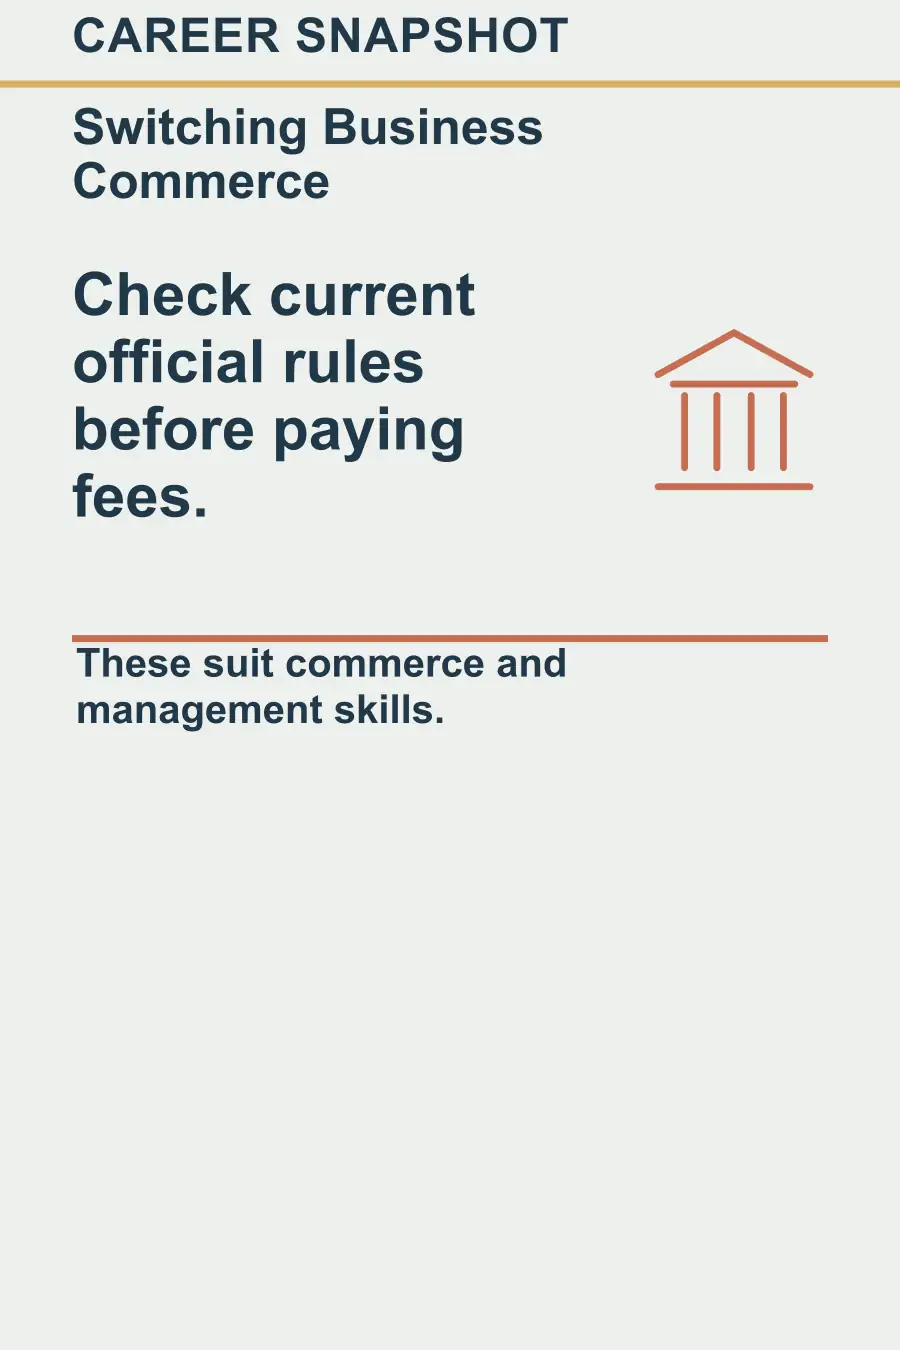 CAREER SNAPSHOT
Switching Business
Commerce
Check current
official rules
before paying
fees.
These suit commerce and
management skills.